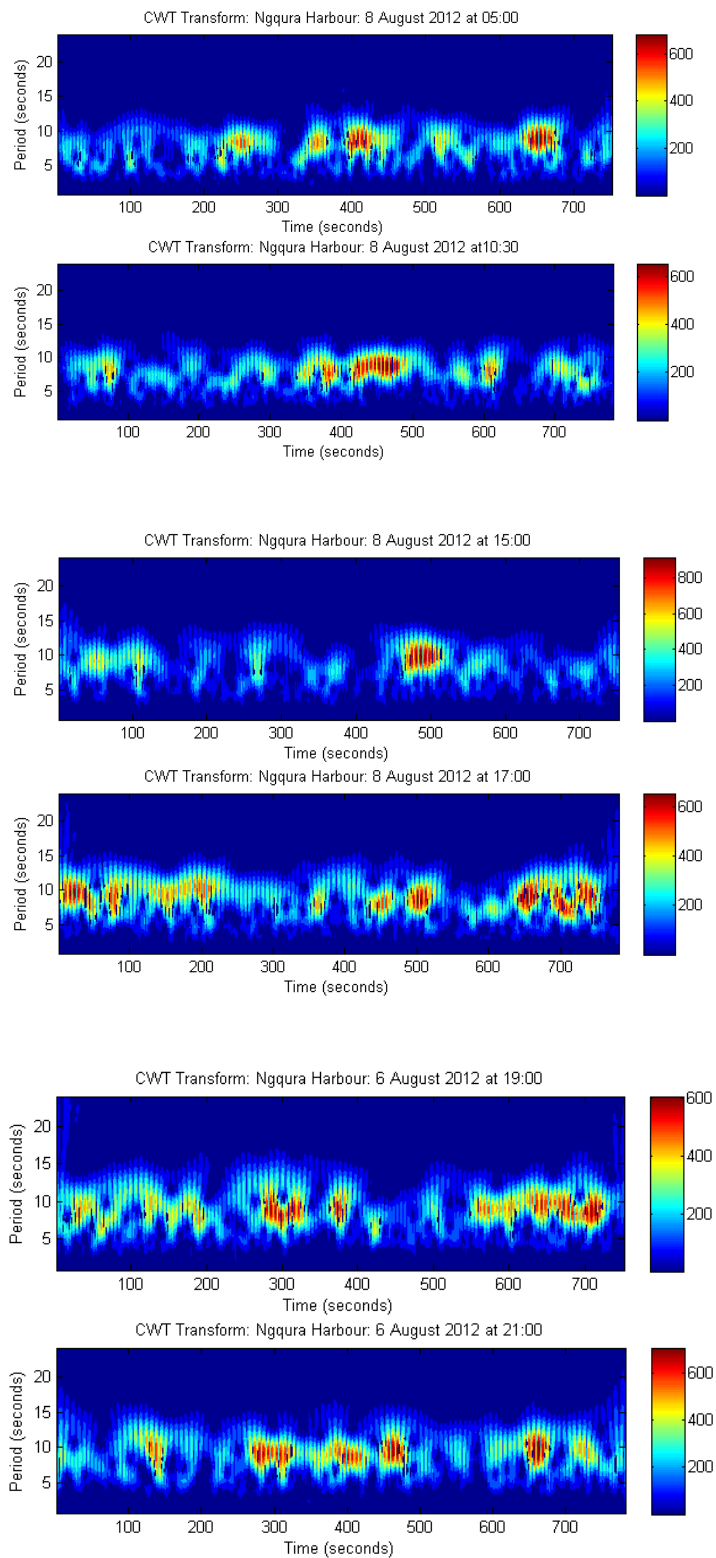 CWT Transform: Ngqura Harbour: 8 August 2012 at 05:00
Period (seconds)
20
15
10
5
100 200 300 400 500 600 700
Time (seconds)
600
400
200
CWT Transform: Ngqura Harbour: 8 August 2012 at10:30
Period (seconds)
20
15
10
5
100 200 300 400 500 600 700
Time (seconds)
600
400
200
CWT Transform: Ngqura Harbour: 8 August 2012 at 15:00
Period (seconds)
20
15
10
5
100 200 300 400 500 600 700
Time (seconds)
800
600
400
200
CWT Transform: Ngqura Harbour: 8 August 2012 at 17:00
Period (seconds)
20
15
10
5
100 200 300 400 500 600 700
Time (seconds)
600
400
200
CWT Transform: Ngqura Harbour: 6 August 2012 at 19:00
Period (seconds)
20
15
10
5
100 200 300 400 500 600 700
Time (seconds)
600
400
200
CWT Transform: Ngqura Harbour: 6 August 2012 at 21:00
Period (seconds)
20
15
10
5
100 200 300 400 500 600 700
Time (seconds)
600
400
200